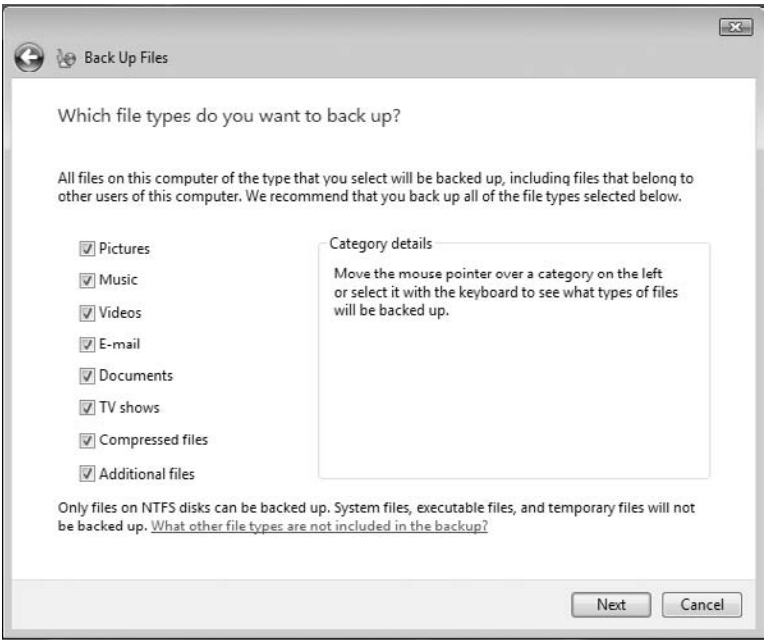 Back Up Files
Which file types do you want to back up?
All files on this computer of the type that you select will be backed up, including files that belong to
other users of this computer. We recommend that you back up all of the file types selected below.
Pictures
Music
Videos
E-mail
Documents
TV shows
Compressed files
Additional files
Category details
Move the mouse pointer over a category on the left
or select it with the keyboard to see what types of files
will be backed up.
Only files on NTFS disks can be backed up. System files, executable files, and temporary files will not
be backed up. What other file types are not included in the backup?
Next
Cancel